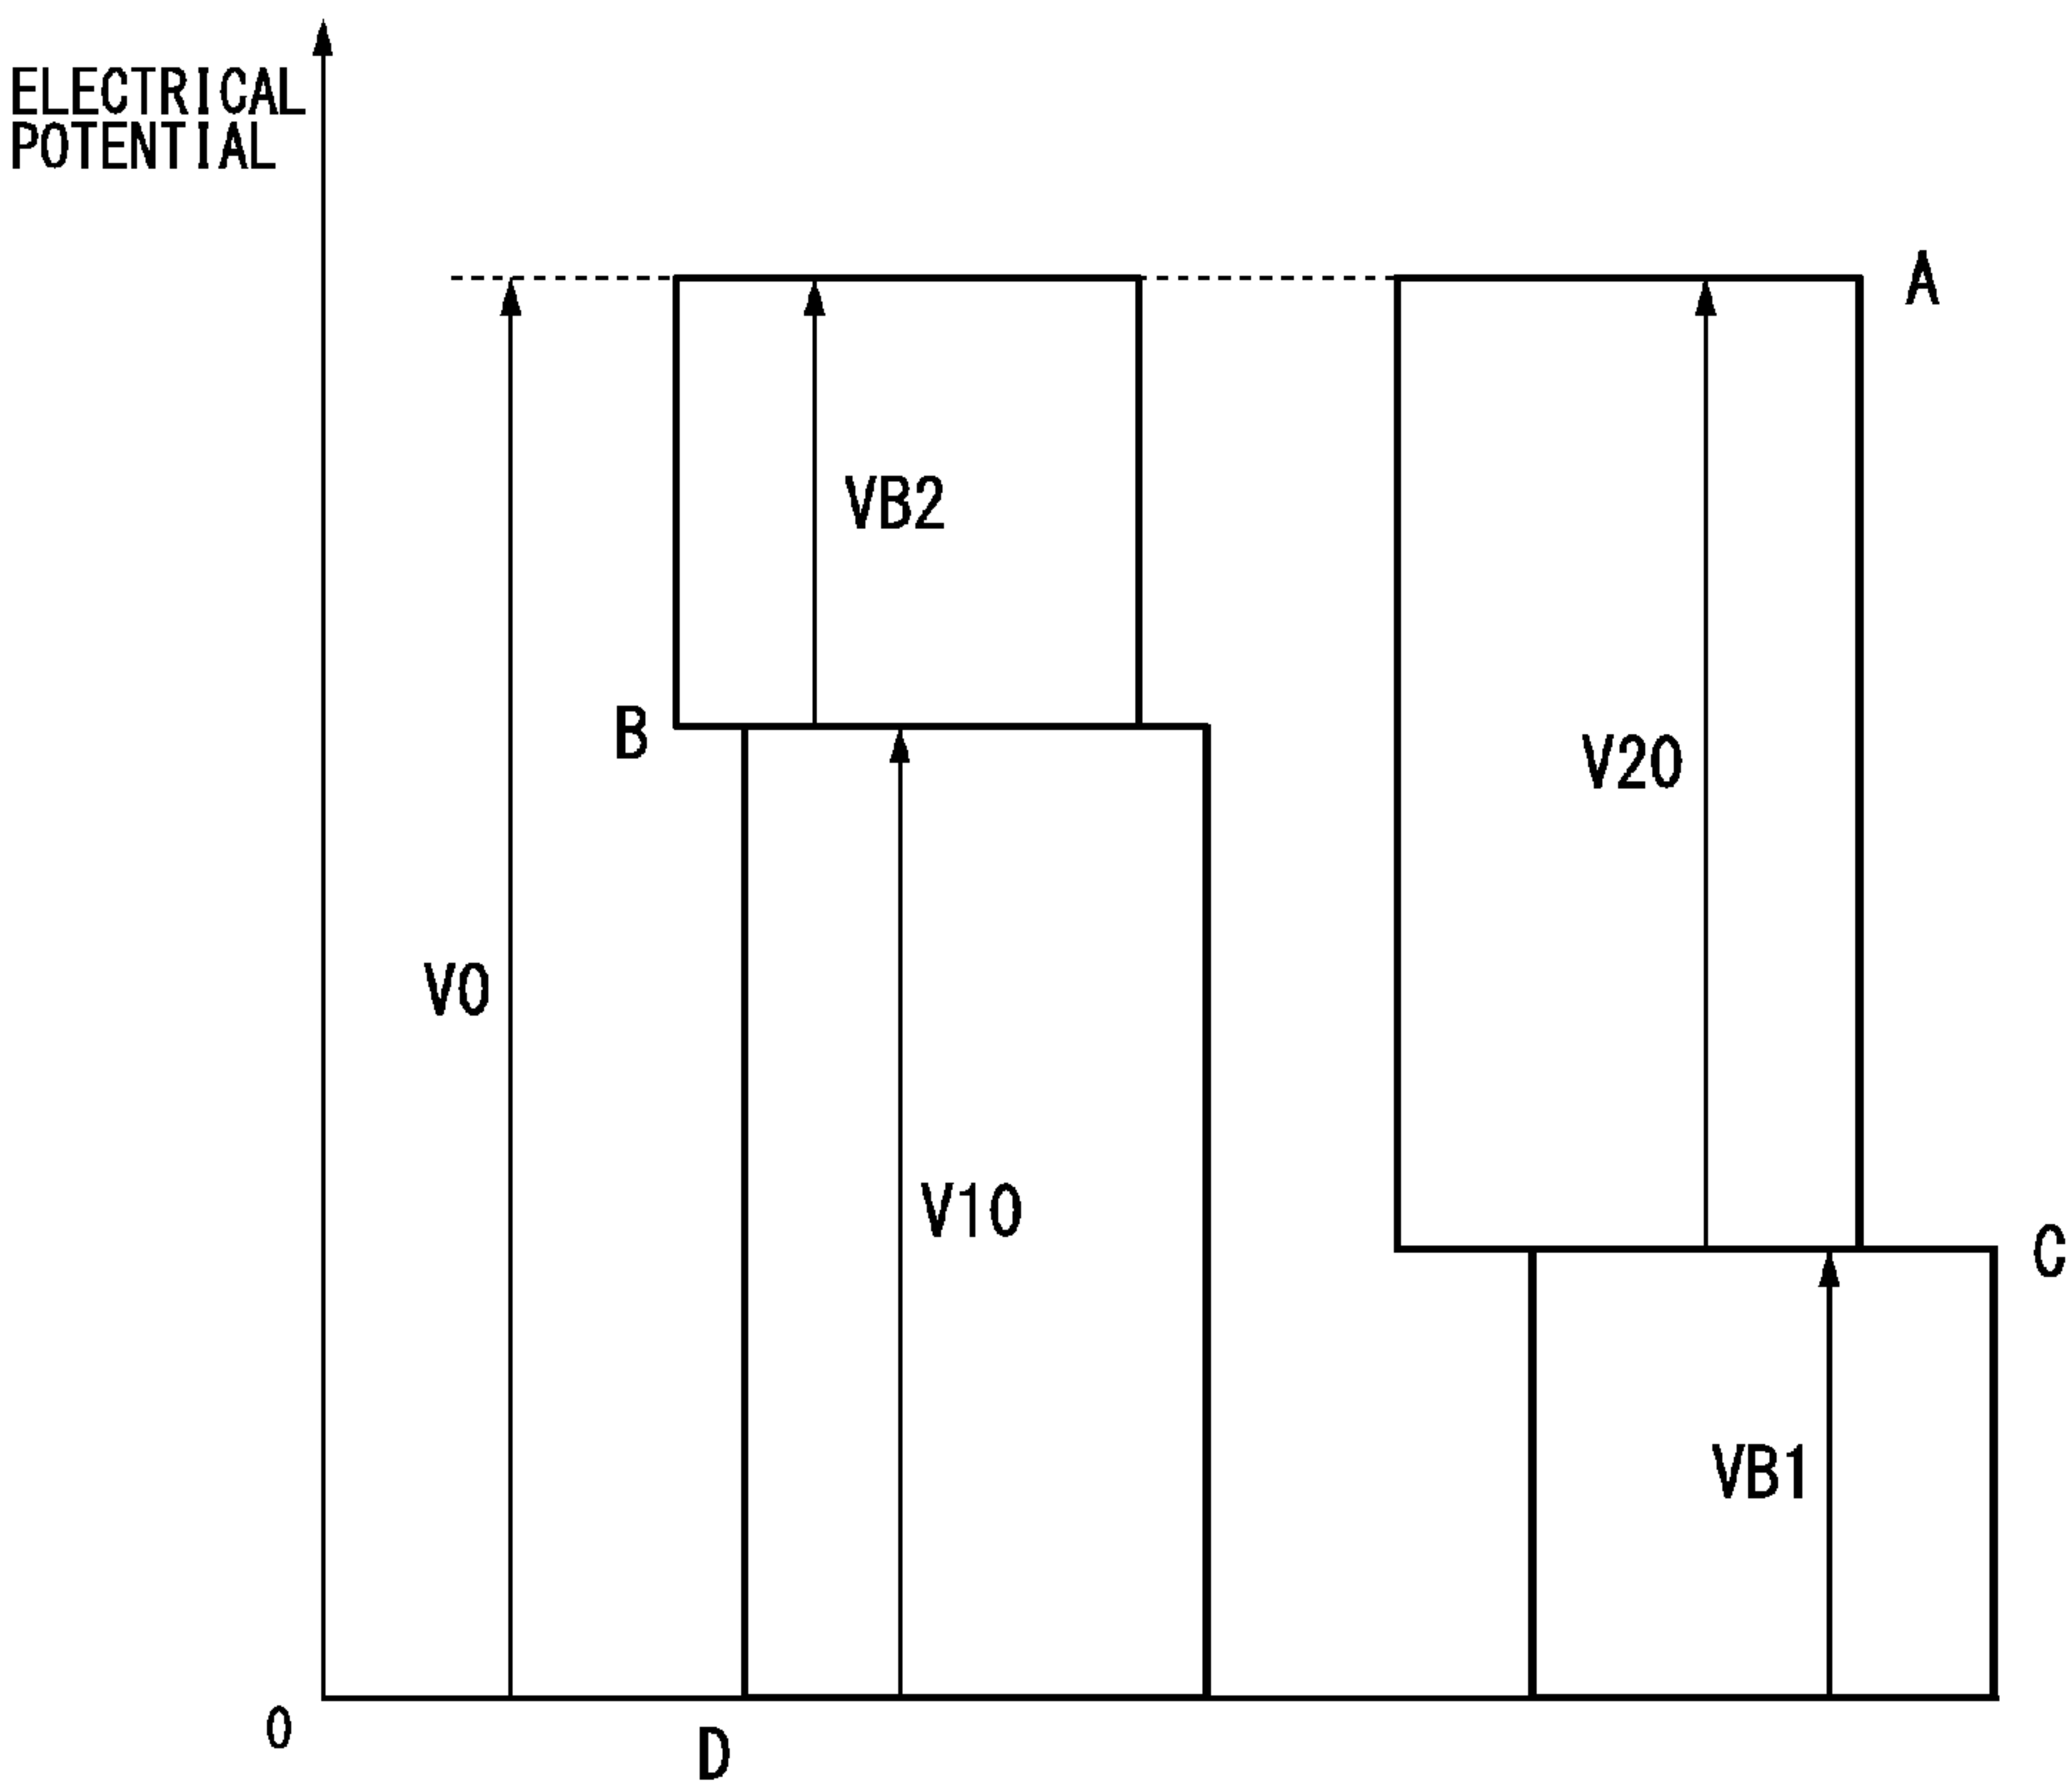 ELECTRICAL
POTENTIAL
A
VB2
B
V20
V0
V10
C
VB1
0
D